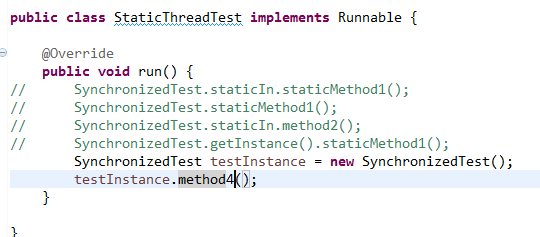 public class StaticThreadTest implements Runnable {
@Override
public void run() {
// SynchronizedTest.staticIn.staticMethod1();
// SynchronizedTest.staticMethod1();
// SynchronizedTest.staticIn.method2();
// SynchronizedTest.getInstance().staticMethod1();
SynchronizedTest testInstance = new SynchronizedTest();
testInstance.method4();
}
}